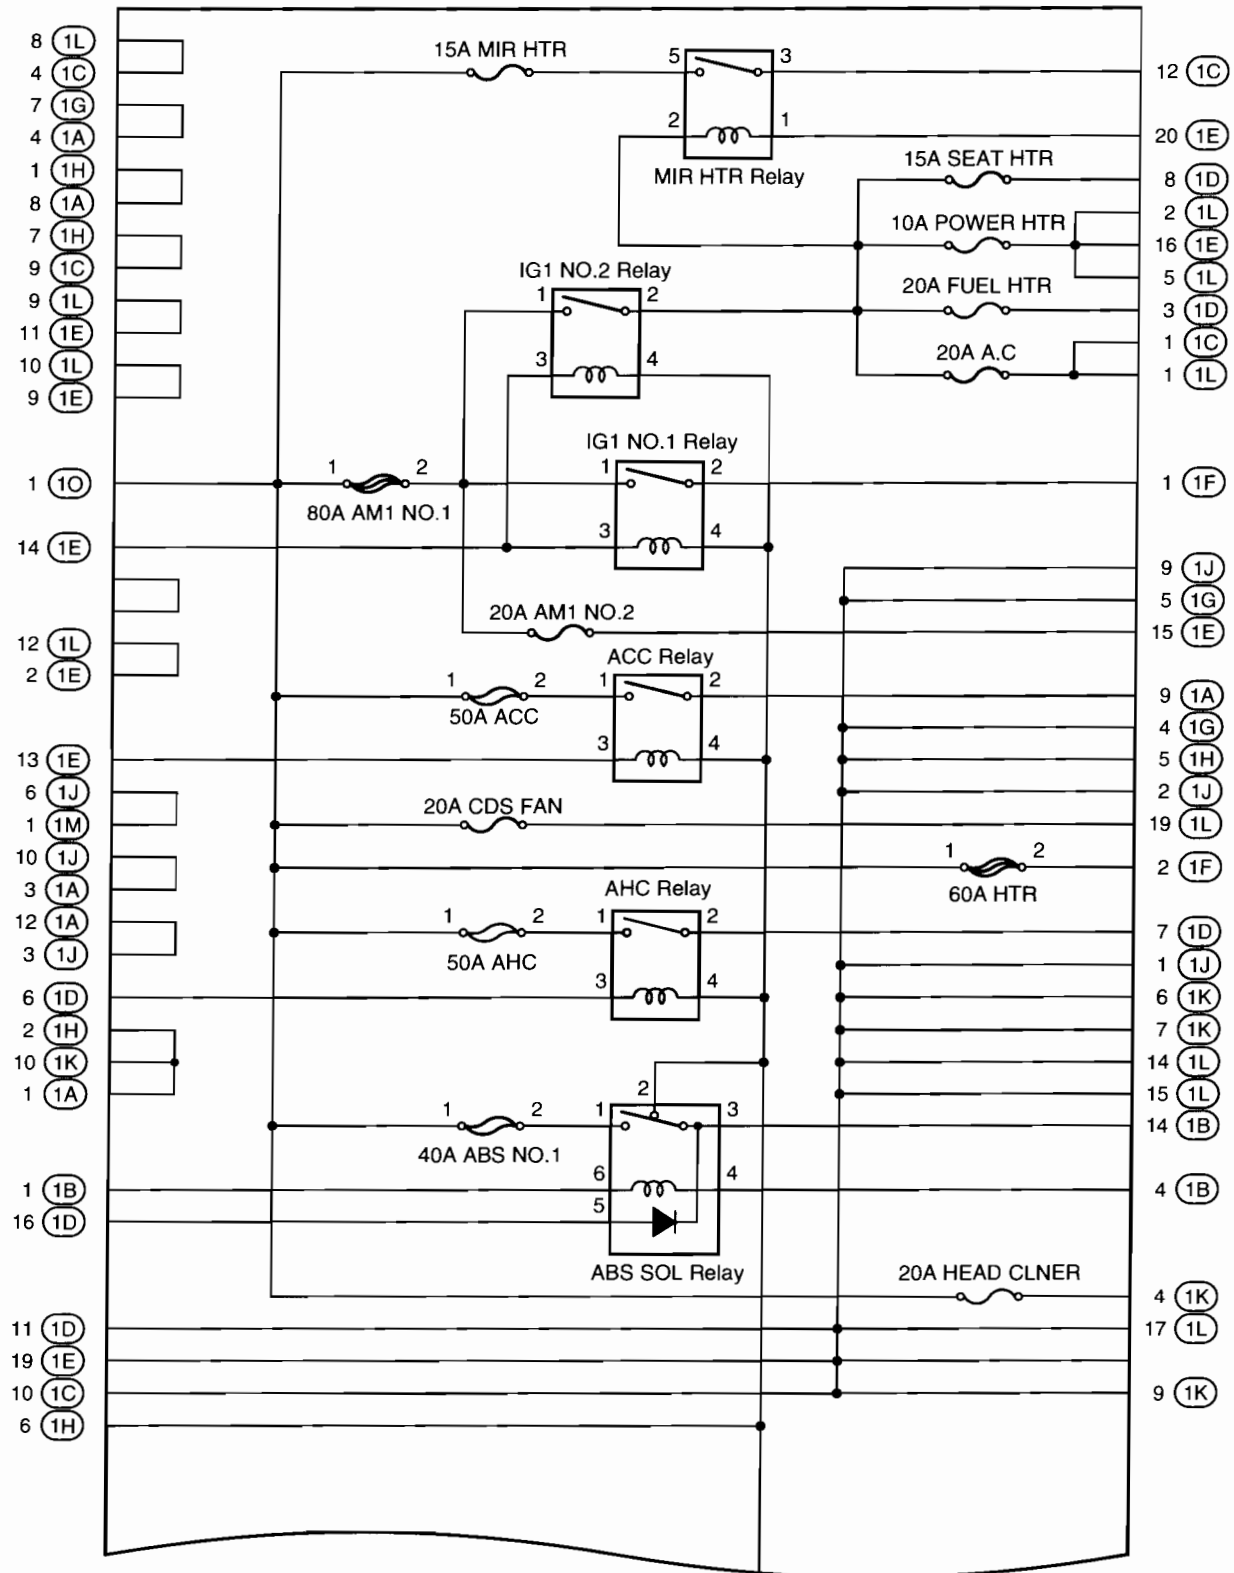 8 1L
15A MIR HTR
5 3
4 1C
12 1C
7 1G
2 1
4 1A
20 1E
15A SEAT HTR
1 1H
MIR HTR Relay
8 1D
8 1A
2 1L
10A POWER HTR
7 1H
16 1E
9 1C
IG1 NO.2 Relay
5 1L
20A FUEL HTR
9 1L
1 2
3 1D
11 1E
1 1C
20A A.C
10 1L
3 4
1 1L
9 1E
IG1 NO.1 Relay
1 2
1 2
1 1O
1 1F
80A AM1 NO.1
3 4
14 1E
9 1J
5 1G
20A AM1 NO.2
15 1E
12 1L
ACC Relay
2 1E
1 2
1 2
9 1A
50A ACC
4 1G
3 4
13 1E
5 1H
6 1J
2 1J
20A CDS FAN
1 1M
19 1L
10 1J
1 2
2 1F
3 1A
AHC Relay
60A HTR
12 1A
1 2
1 2
7 1D
3 1J
50A AHC
1 1J
3 4
6 1D
6 1K
2 1H
7 1K
10 1K
14 1L
2
1 1A
15 1L
1 2
1 3
14 1B
40A ABS NO.1
6 4
1 1B
4 1B
5
16 1D
ABS SOL Relay
20A HEAD CLNER
4 1K
11 1D
17 1L
19 1E
10 1C
9 1K
6 1H